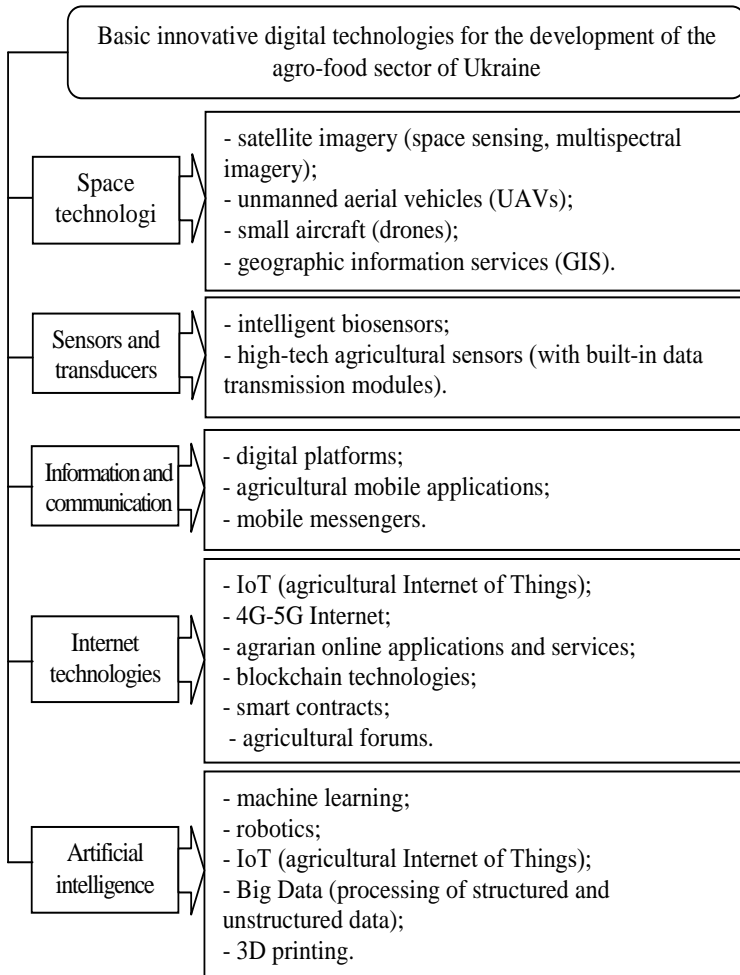 Basic innovative digital technologies for the development of the
agro-food sector of Ukraine
Space
technologi
- satellite imagery (space sensing, multispectral
imagery);
- unmanned aerial vehicles (UAVs);
- small aircraft (drones);
- geographic information services (GIS).
Sensors and
transducers
- intelligent biosensors;
- high-tech agricultural sensors (with built-in data
transmission modules).
Information and
communication
- digital platforms;
- agricultural mobile applications;
- mobile messengers.
Internet
technologies
- IoT (agricultural Internet of Things);
- 4G-5G Internet;
- agrarian online applications and services;
- blockchain technologies;
- smart contracts;
- agricultural forums.
Artificial
intelligence
- machine learning;
- robotics;
- IoT (agricultural Internet of Things);
- Big Data (processing of structured and
unstructured data);
- 3D printing.